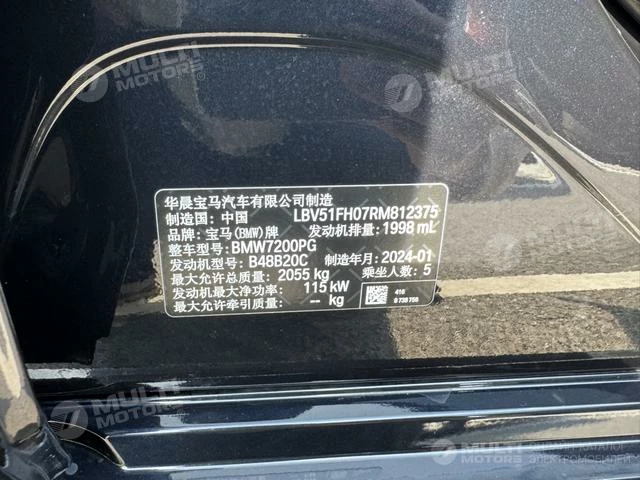 MULTI
MOTORS®
MULTI
MOTORS®
华晨宝马汽车有限公司制造
制造国：中国 LBV51FH07RM812375
品牌：宝马(BMW)牌 发动机排量：1998 mL
整车型号：BMW7200PG
发动机型号：B48B20C 制造年月：2024-01
最大允许总质量：2055 kg 乘坐人数：5
发动机最大净功率：115 kW
最大允许牵引质量：-- kg
416
MULTI
MOTORS®
MULTI
MOTORS
ЭЛЕКТРОМОБИЛЕЙ